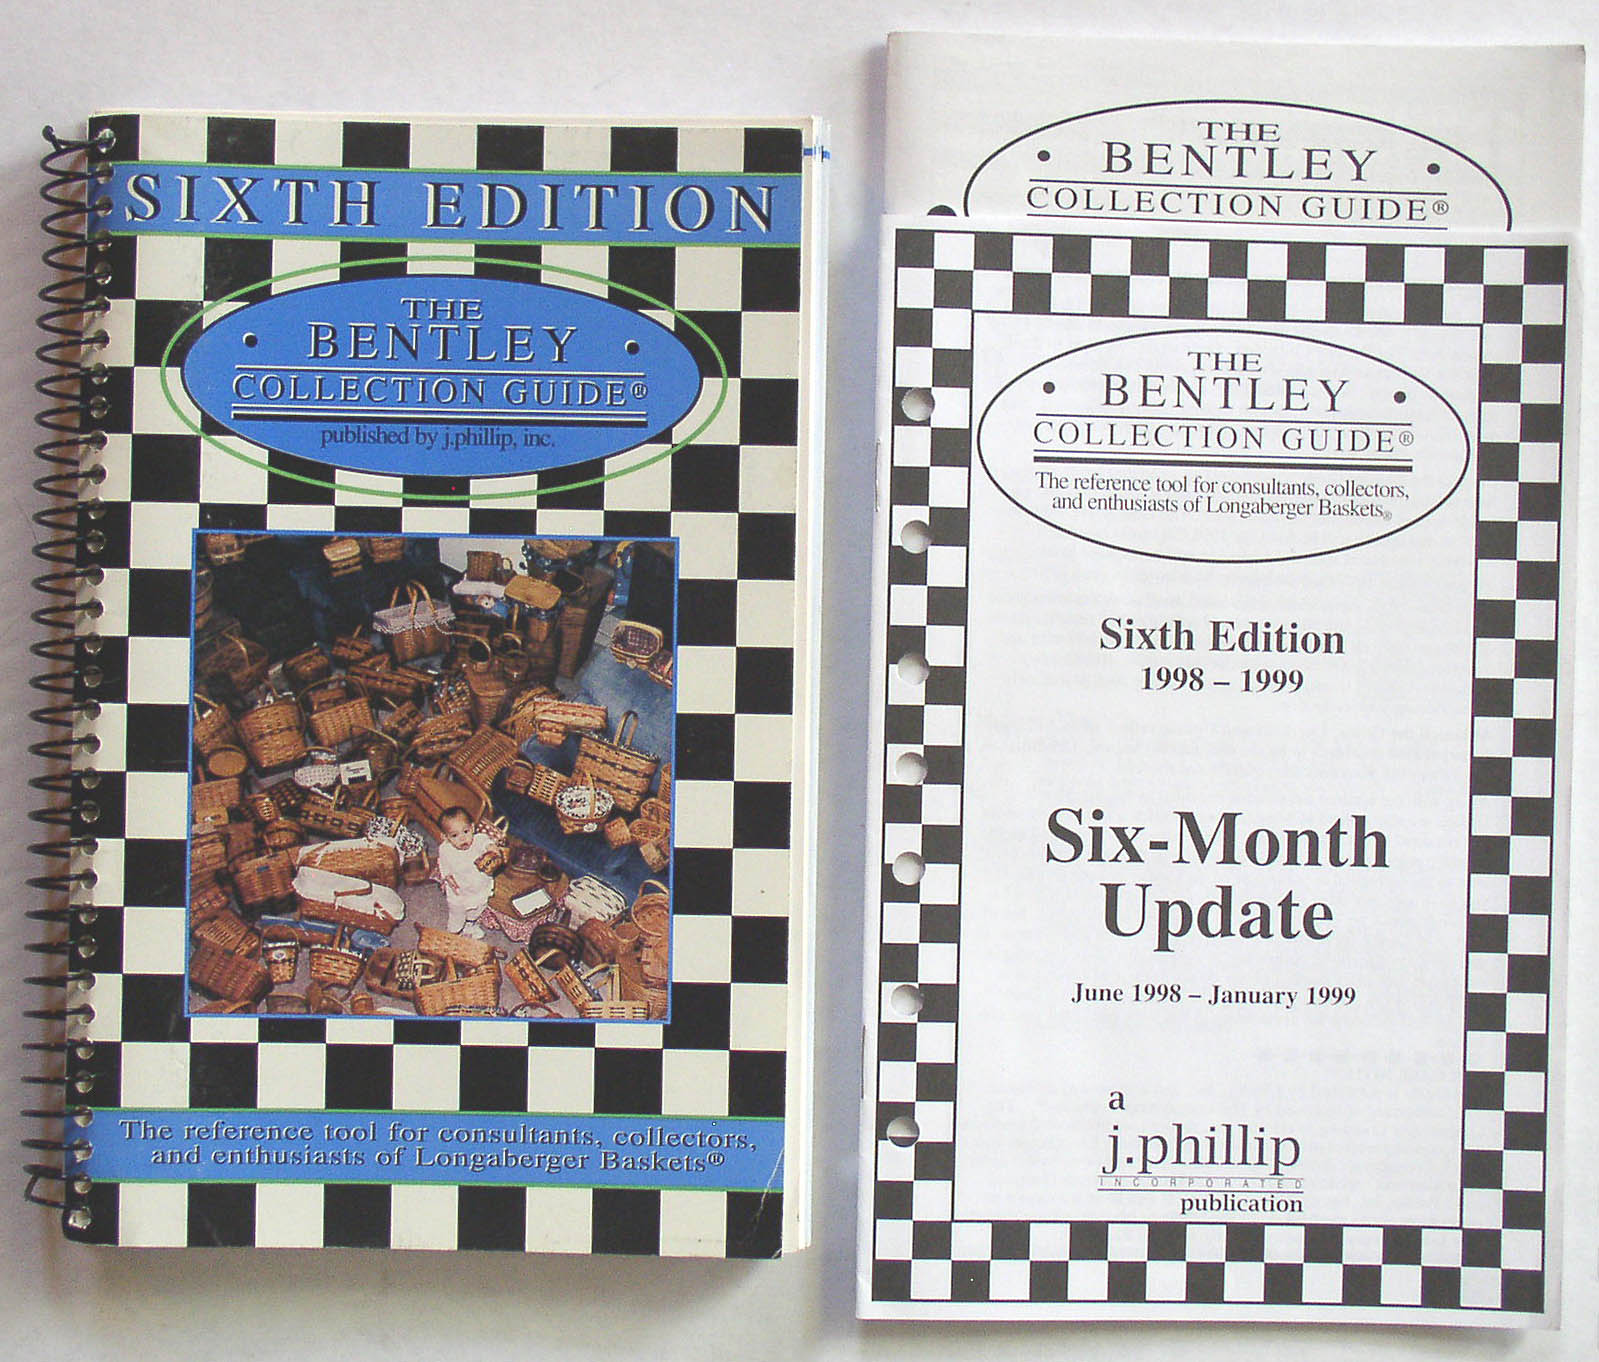 SIXTH EDITION
THE
BENTLEY
COLLECTION GUIDE®
published by j.phillip, inc.
The reference tool for consultants, collectors,
and enthusiasts of Longaberger Baskets®
THE
BENTLEY
COLLECTION GUIDE®
THE
BENTLEY
COLLECTION GUIDE®
The reference tool for consultants, collectors,
and enthusiasts of Longaberger Baskets®
Sixth Edition
1998 – 1999
Six-Month
Update
June 1998 – January 1999
a
j.phillip
INCORPORATED
publication